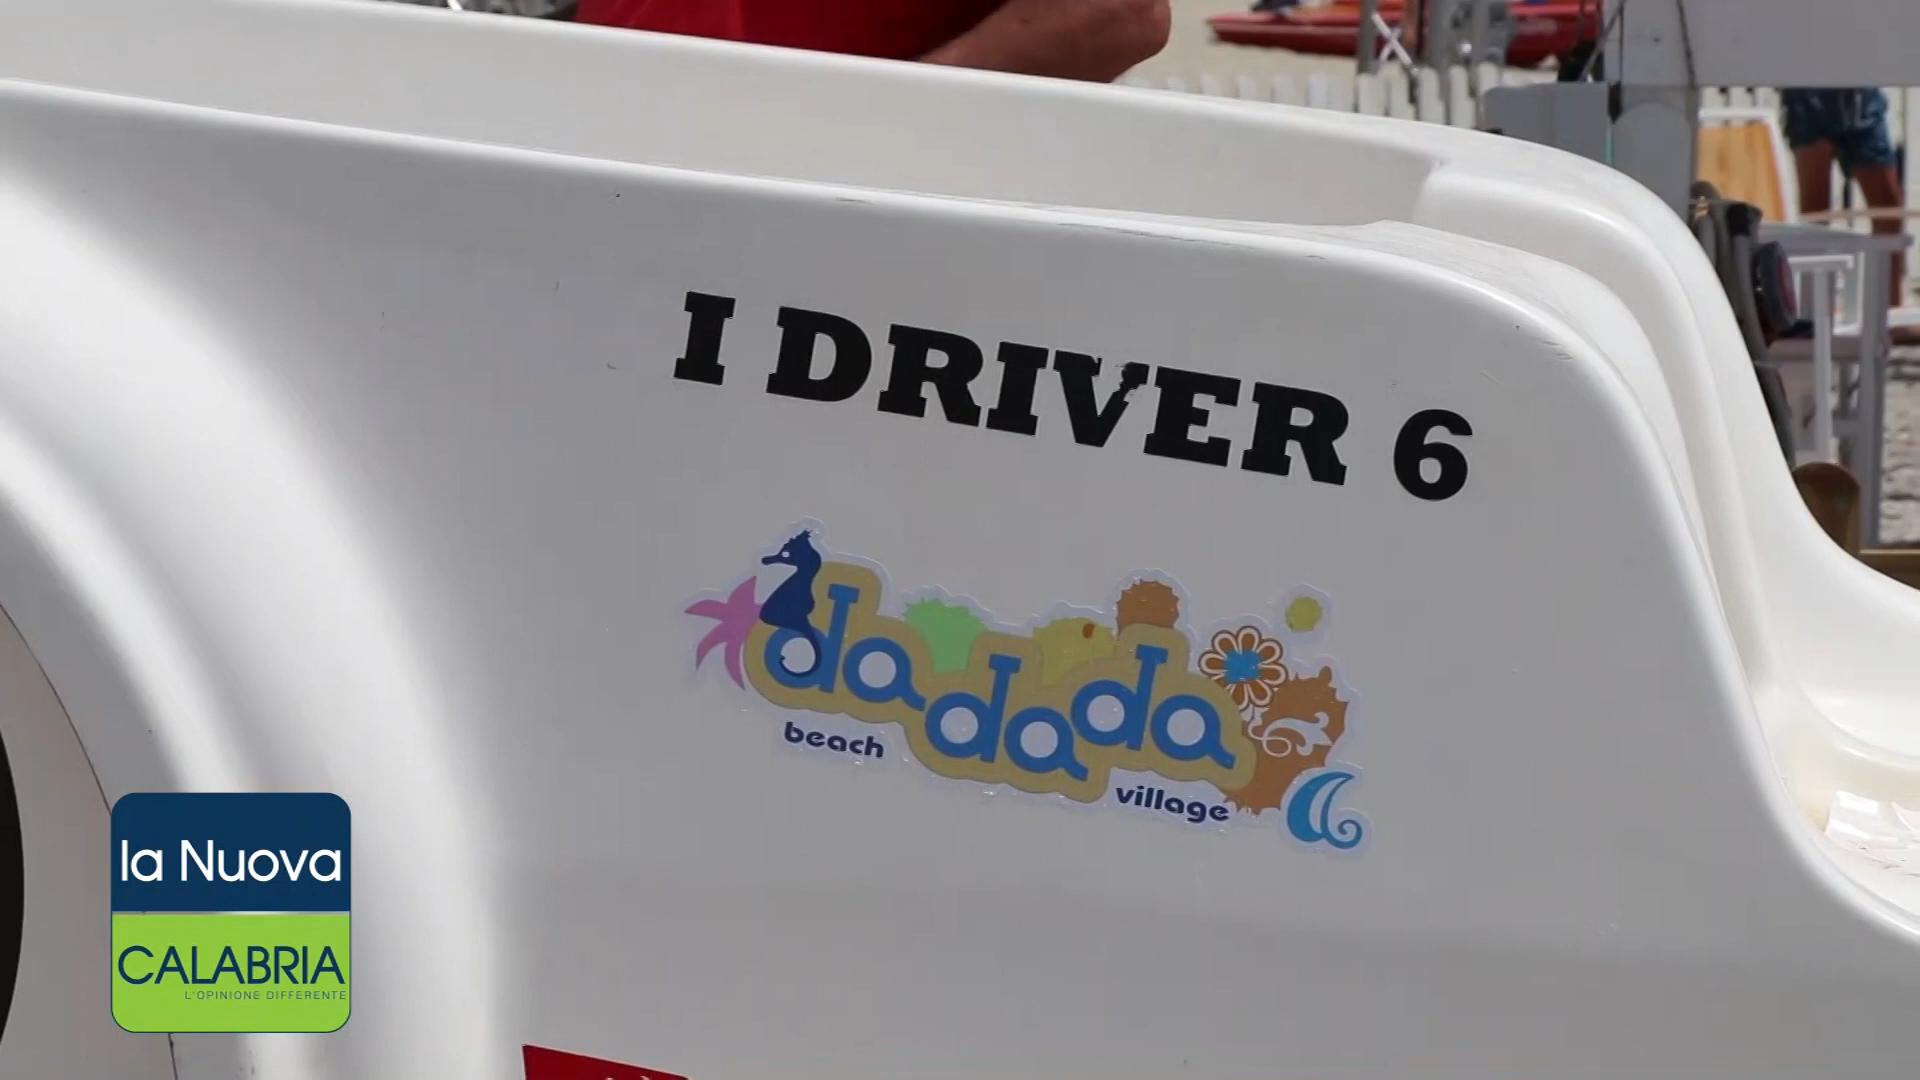 I DRIVER 6
dadada
beach
village
la Nuova
CALABRIA
L'OPINIONE DIFFERENTE